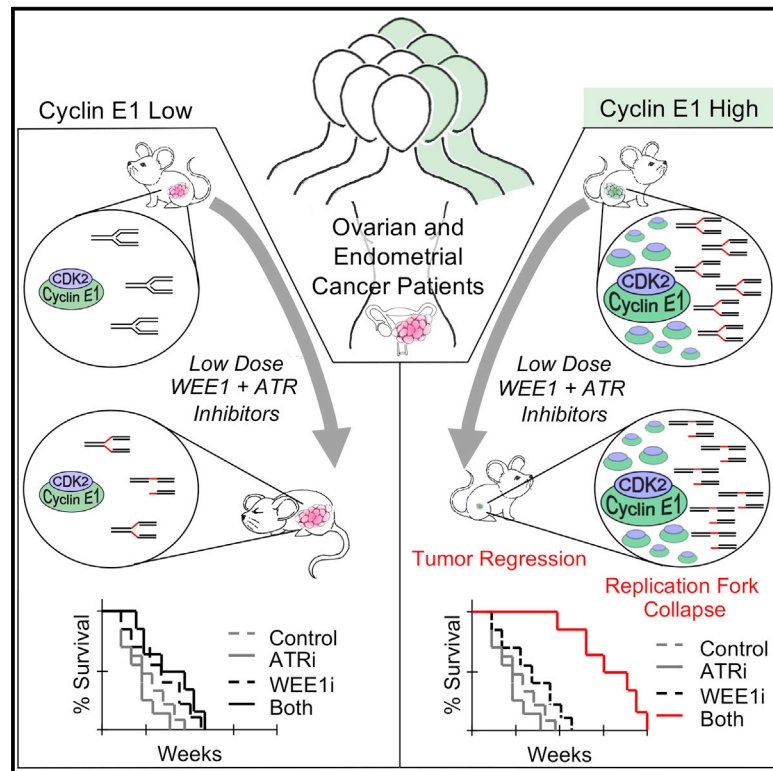 Cyclin E1 Low
Cyclin E1 High
Ovarian and
Endometrial
Cancer Patients
CDK2
Cyclin E1
CDK2
Cyclin E1
Low Dose
WEE1 + ATR
Inhibitors
Low Dose
WEE1 + ATR
Inhibitors
CDK2
Cyclin E1
CDK2
Cyclin E1
Tumor Regression
Replication Fork
Collapse
% Survival
Control
ATRi
WEE1i
Both
Weeks
% Survival
Control
ATRi
WEE1i
Both
Weeks